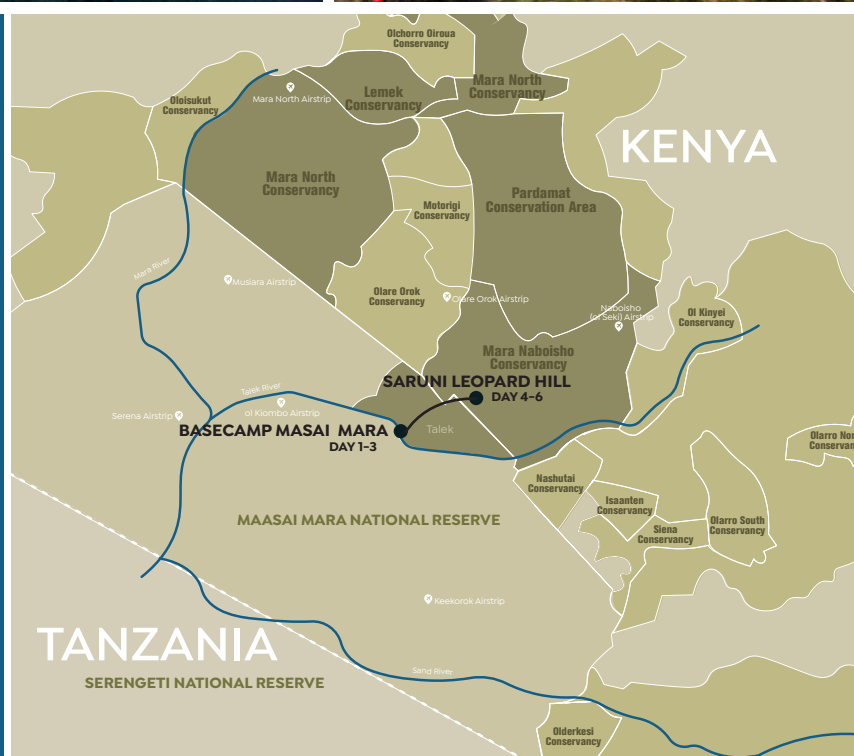 Olchorro Oiroua
Conservancy
Mara North
Conservancy
Lemek
Conservancy
Mara North Airstrip
Oloisukut
Conservancy
KENYA
Mara North
Conservancy
Pardamat
Conservation Area
Motorigi
Conservancy
Mara River
Musiara Airstrip
Olare Orok
Conservancy
Olare Orok Airstrip
Naboisho
(ol Seki) Airstrip
Ol Kinyei
Conservancy
Mara Naboisho
Conservancy
SARUNI LEOPARD HILL
DAY 4-6
Talek River
ol Kiombo Airstrip
Serena Airstrip
BASECAMP MASAI MARA
DAY 1-3
Talek
Olarro Nor
Conservan
Nashutai
Conservancy
Isaanten
Conservancy
Siena
Conservancy
Olarro South
Conservancy
MAASAI MARA NATIONAL RESERVE
Keekorok Airstrip
TANZANIA
SERENGETI NATIONAL RESERVE
Sand River
Olderkesi
Conservancy